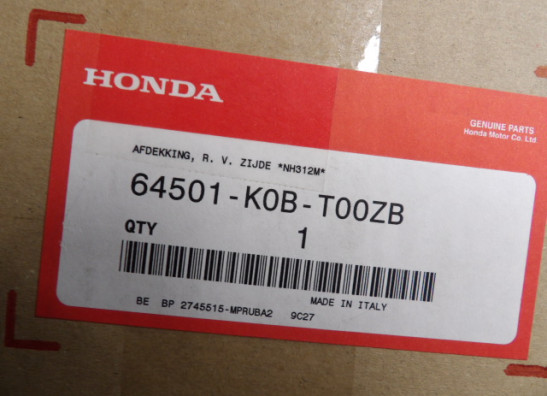 HONDA
GENUINE PARTS
Honda Motor Co. Ltd
AFDEKKING, R. V. ZIJDE *NH312M*
64501-K0B-T00ZB
QTY 1
MADE IN ITALY
BE BP 2745515-MPRUBA2 9C27